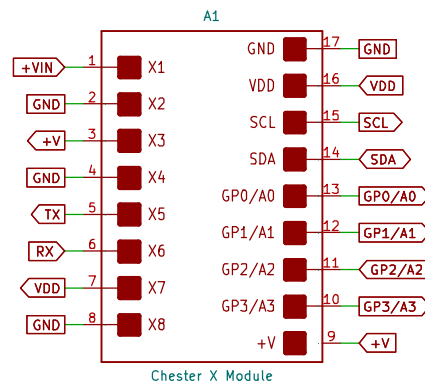 A1
+VIN 1 X1
GND 2 X2
+V 3 X3
GND 4 X4
TX 5 X5
RX 6 X6
VDD 7 X7
GND 8 X8
GND 17 GND
VDD 16 VDD
SCL 15 SCL
SDA 14 SDA
GP0/A0 13 GP0/A0
GP1/A1 12 GP1/A1
GP2/A2 11 GP2/A2
GP3/A3 10 GP3/A3
+V 9 +V
Chester X Module